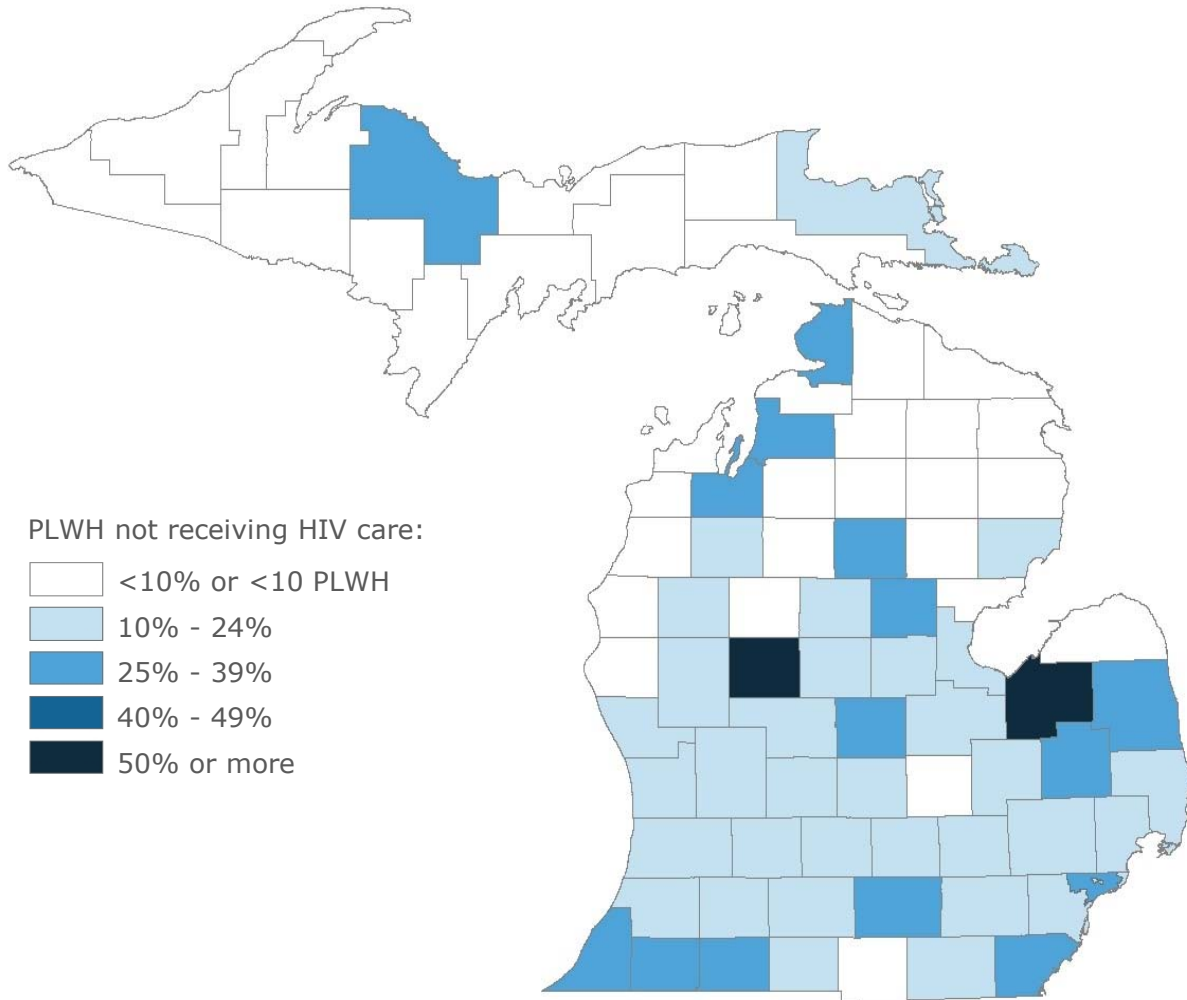 PLWH not receiving HIV care:
<10% or <10 PLWH
10% - 24%
25% - 39%
40% - 49%
50% or more